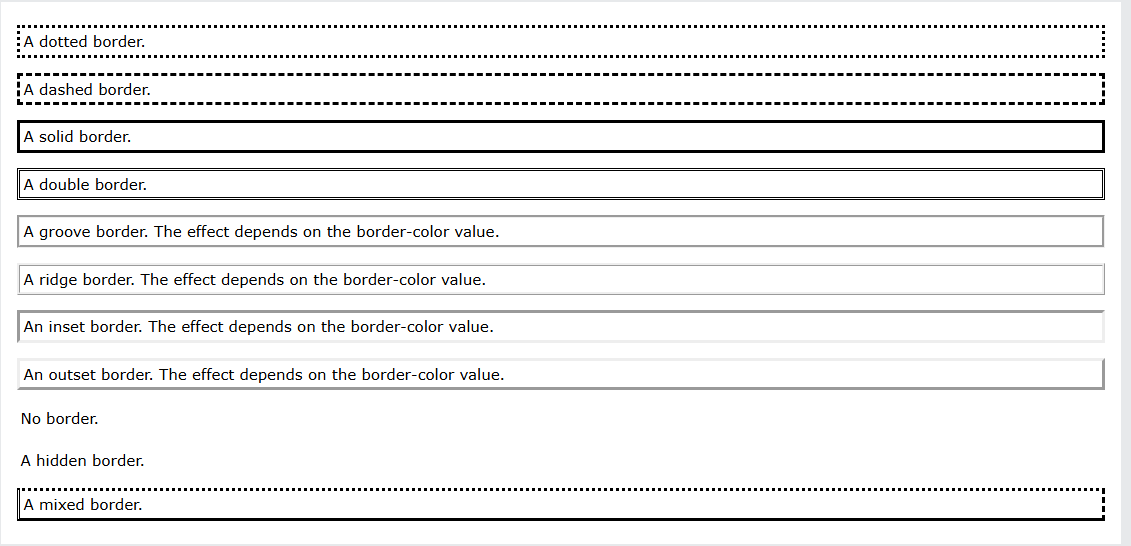 A dotted border.
A dashed border.
A solid border.
A double border.
A groove border. The effect depends on the border-color value.
A ridge border. The effect depends on the border-color value.
An inset border. The effect depends on the border-color value.
An outset border. The effect depends on the border-color value.
No border.
A hidden border.
A mixed border.